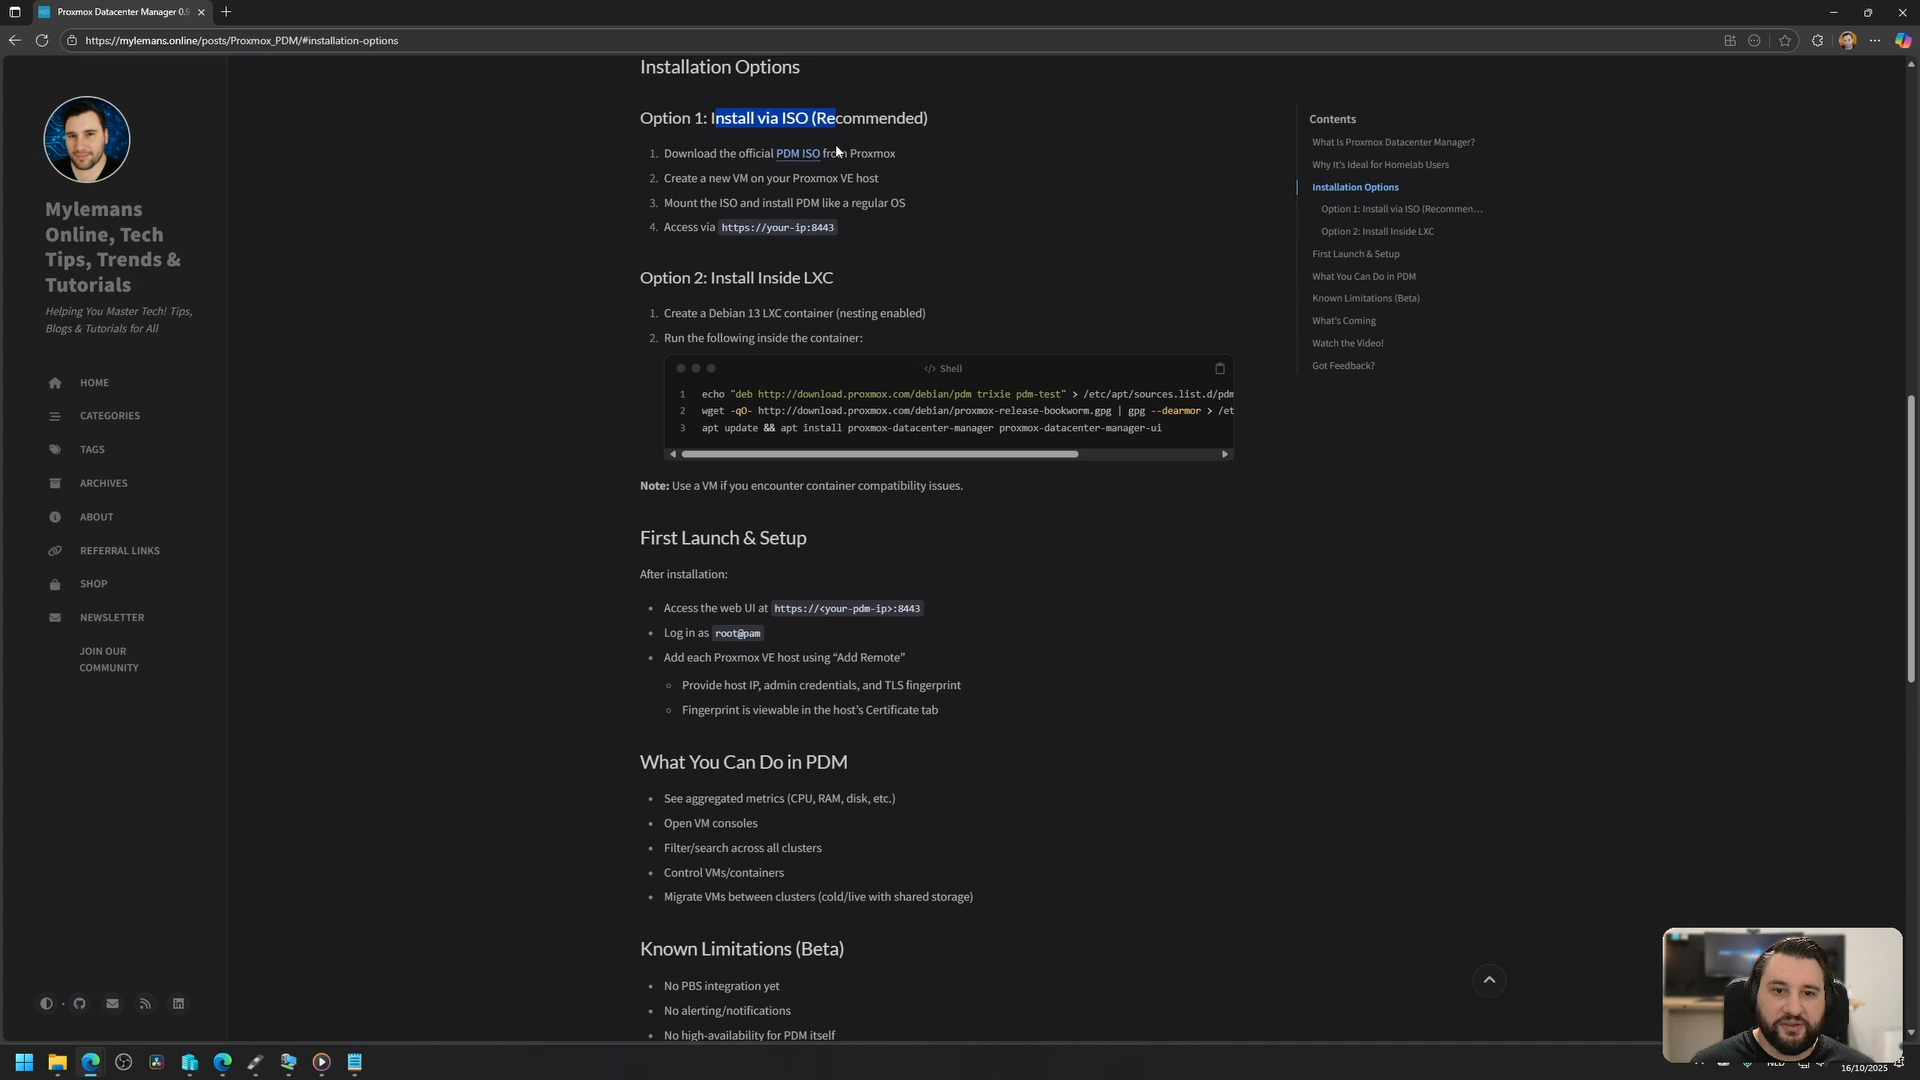 Proxmox Datacenter Manager 0.9
https://mylemans.online/posts/Proxmox_PDM/#installation-options
Mylemans
Online, Tech
Tips, Trends &
Tutorials
Helping You Master Tech! Tips,
Blogs & Tutorials for All
HOME
CATEGORIES
TAGS
ARCHIVES
ABOUT
REFERRAL LINKS
SHOP
NEWSLETTER
JOIN OUR
COMMUNITY
Installation Options
Option 1: Install via ISO (Recommended)
1. Download the official PDM ISO from Proxmox
2. Create a new VM on your Proxmox VE host
3. Mount the ISO and install PDM like a regular OS
4. Access via https://your-ip:8443
Option 2: Install Inside LXC
1. Create a Debian 13 LXC container (nesting enabled)
2. Run the following inside the container:
</> Shell
1 echo "deb http://download.proxmox.com/debian/pdm trixie pdm-test" > /etc/apt/sources.list.d/pdm
2 wget -qO- http://download.proxmox.com/debian/proxmox-release-bookworm.gpg | gpg --dearmor > /et
3 apt update && apt install proxmox-datacenter-manager proxmox-datacenter-manager-ui
Note: Use a VM if you encounter container compatibility issues.
First Launch & Setup
After installation:
• Access the web UI at https://<your-pdm-ip>:8443
• Log in as root@pam
• Add each Proxmox VE host using “Add Remote”
◦ Provide host IP, admin credentials, and TLS fingerprint
◦ Fingerprint is viewable in the host’s Certificate tab
What You Can Do in PDM
• See aggregated metrics (CPU, RAM, disk, etc.)
• Open VM consoles
• Filter/search across all clusters
• Control VMs/containers
• Migrate VMs between clusters (cold/live with shared storage)
Known Limitations (Beta)
• No PBS integration yet
• No alerting/notifications
• No high-availability for PDM itself
Contents
What Is Proxmox Datacenter Manager?
Why It’s Ideal for Homelab Users
Installation Options
Option 1: Install via ISO (Recommen…
Option 2: Install Inside LXC
First Launch & Setup
What You Can Do in PDM
Known Limitations (Beta)
What’s Coming
Watch the Video!
Got Feedback?
16/10/2025